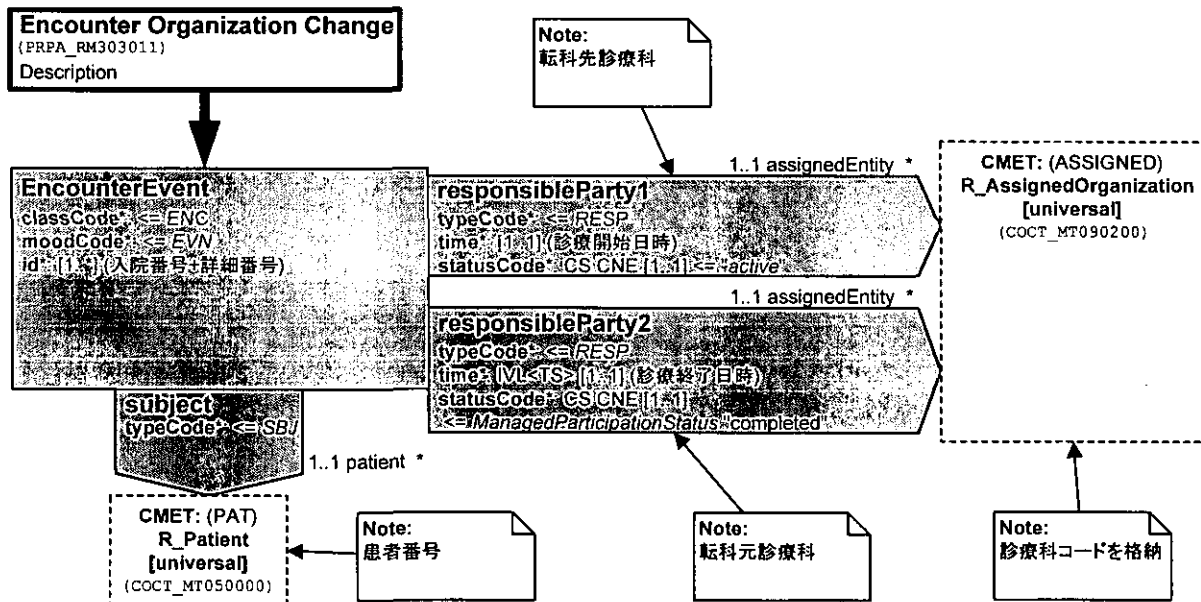 Encounter Organization Change
(PRPA_RM303011)
Description
Note:
転科先診療科
1..1 assignedEntity *
CMET: (ASSIGNED)
R_AssignedOrganization
[universal]
(COCT_MT090200)
EncounterEvent
classCode*: <= ENC
moodCode*: <= EVN
id*: [1..*] (入院番号+詳細番号)
responsibleParty1
typeCode*: <= RESP
time*: [1..1] (診療開始日時)
statusCode*: CS CNE [1..1] <= "active"
1..1 assignedEntity *
responsibleParty2
typeCode*: <= RESP
time*: IVL<TS> [1..1] (診療終了日時)
statusCode*: CS CNE [1..1]
<= ManagedParticipationStatus "completed"
subject
typeCode*: <= SBJ
1..1 patient *
CMET: (PAT)
R_Patient
[universal]
(COCT_MT050000)
Note:
患者番号
Note:
転科元診療科
Note:
診療科コードを格納